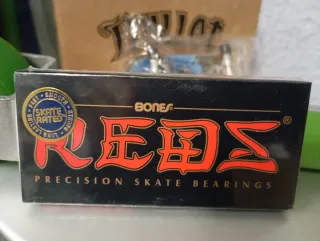 BONES
REDS®
PRECISION SKATE BEARINGS
SKATE
RATED